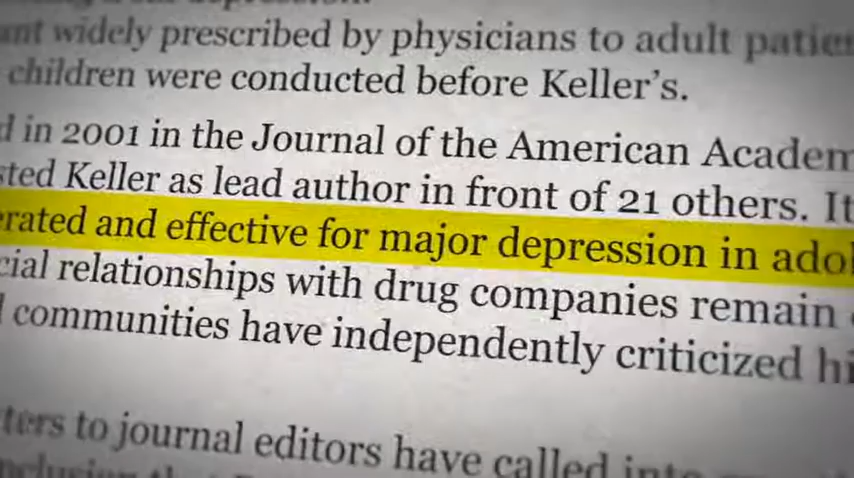 ant widely prescribed by physicians to adult patie
children were conducted before Keller's.
d in 2001 in the Journal of the American Academ
sted Keller as lead author in front of 21 others. It
erated and effective for major depression in adol
cial relationships with drug companies remain
communities have independently criticized hi
ters to journal editors have called into